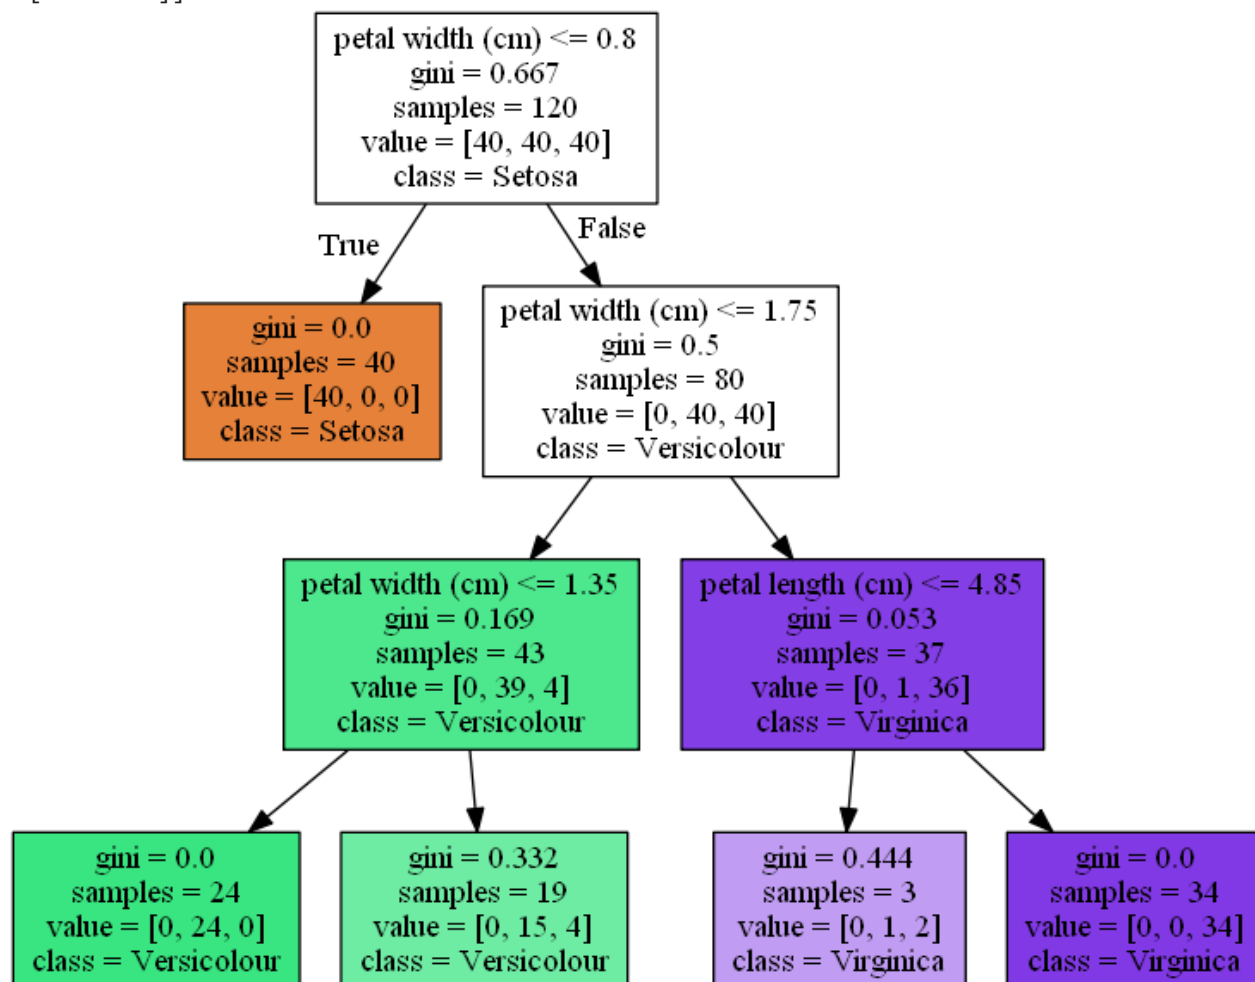 petal width (cm) <= 0.8
gini = 0.667
samples = 120
value = [40, 40, 40]
class = Setosa
True
False
gini = 0.0
samples = 40
value = [40, 0, 0]
class = Setosa
petal width (cm) <= 1.75
gini = 0.5
samples = 80
value = [0, 40, 40]
class = Versicolour
petal width (cm) <= 1.35
gini = 0.169
samples = 43
value = [0, 39, 4]
class = Versicolour
petal length (cm) <= 4.85
gini = 0.053
samples = 37
value = [0, 1, 36]
class = Virginica
gini = 0.0
samples = 24
value = [0, 24, 0]
class = Versicolour
gini = 0.332
samples = 19
value = [0, 15, 4]
class = Versicolour
gini = 0.444
samples = 3
value = [0, 1, 2]
class = Virginica
gini = 0.0
samples = 34
value = [0, 0, 34]
class = Virginica